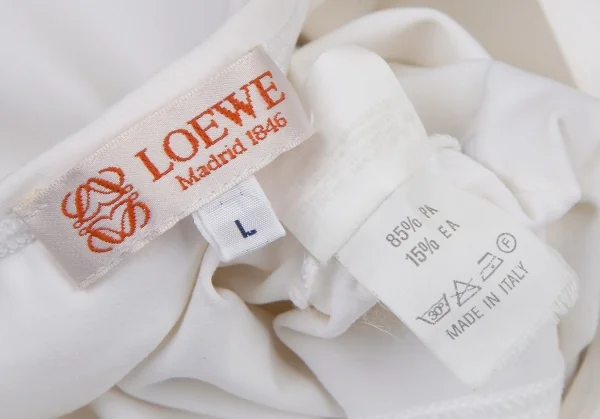 LOEWE
Madrid 1846
L
85% PA
15% EA
30° F
MADE IN ITALY